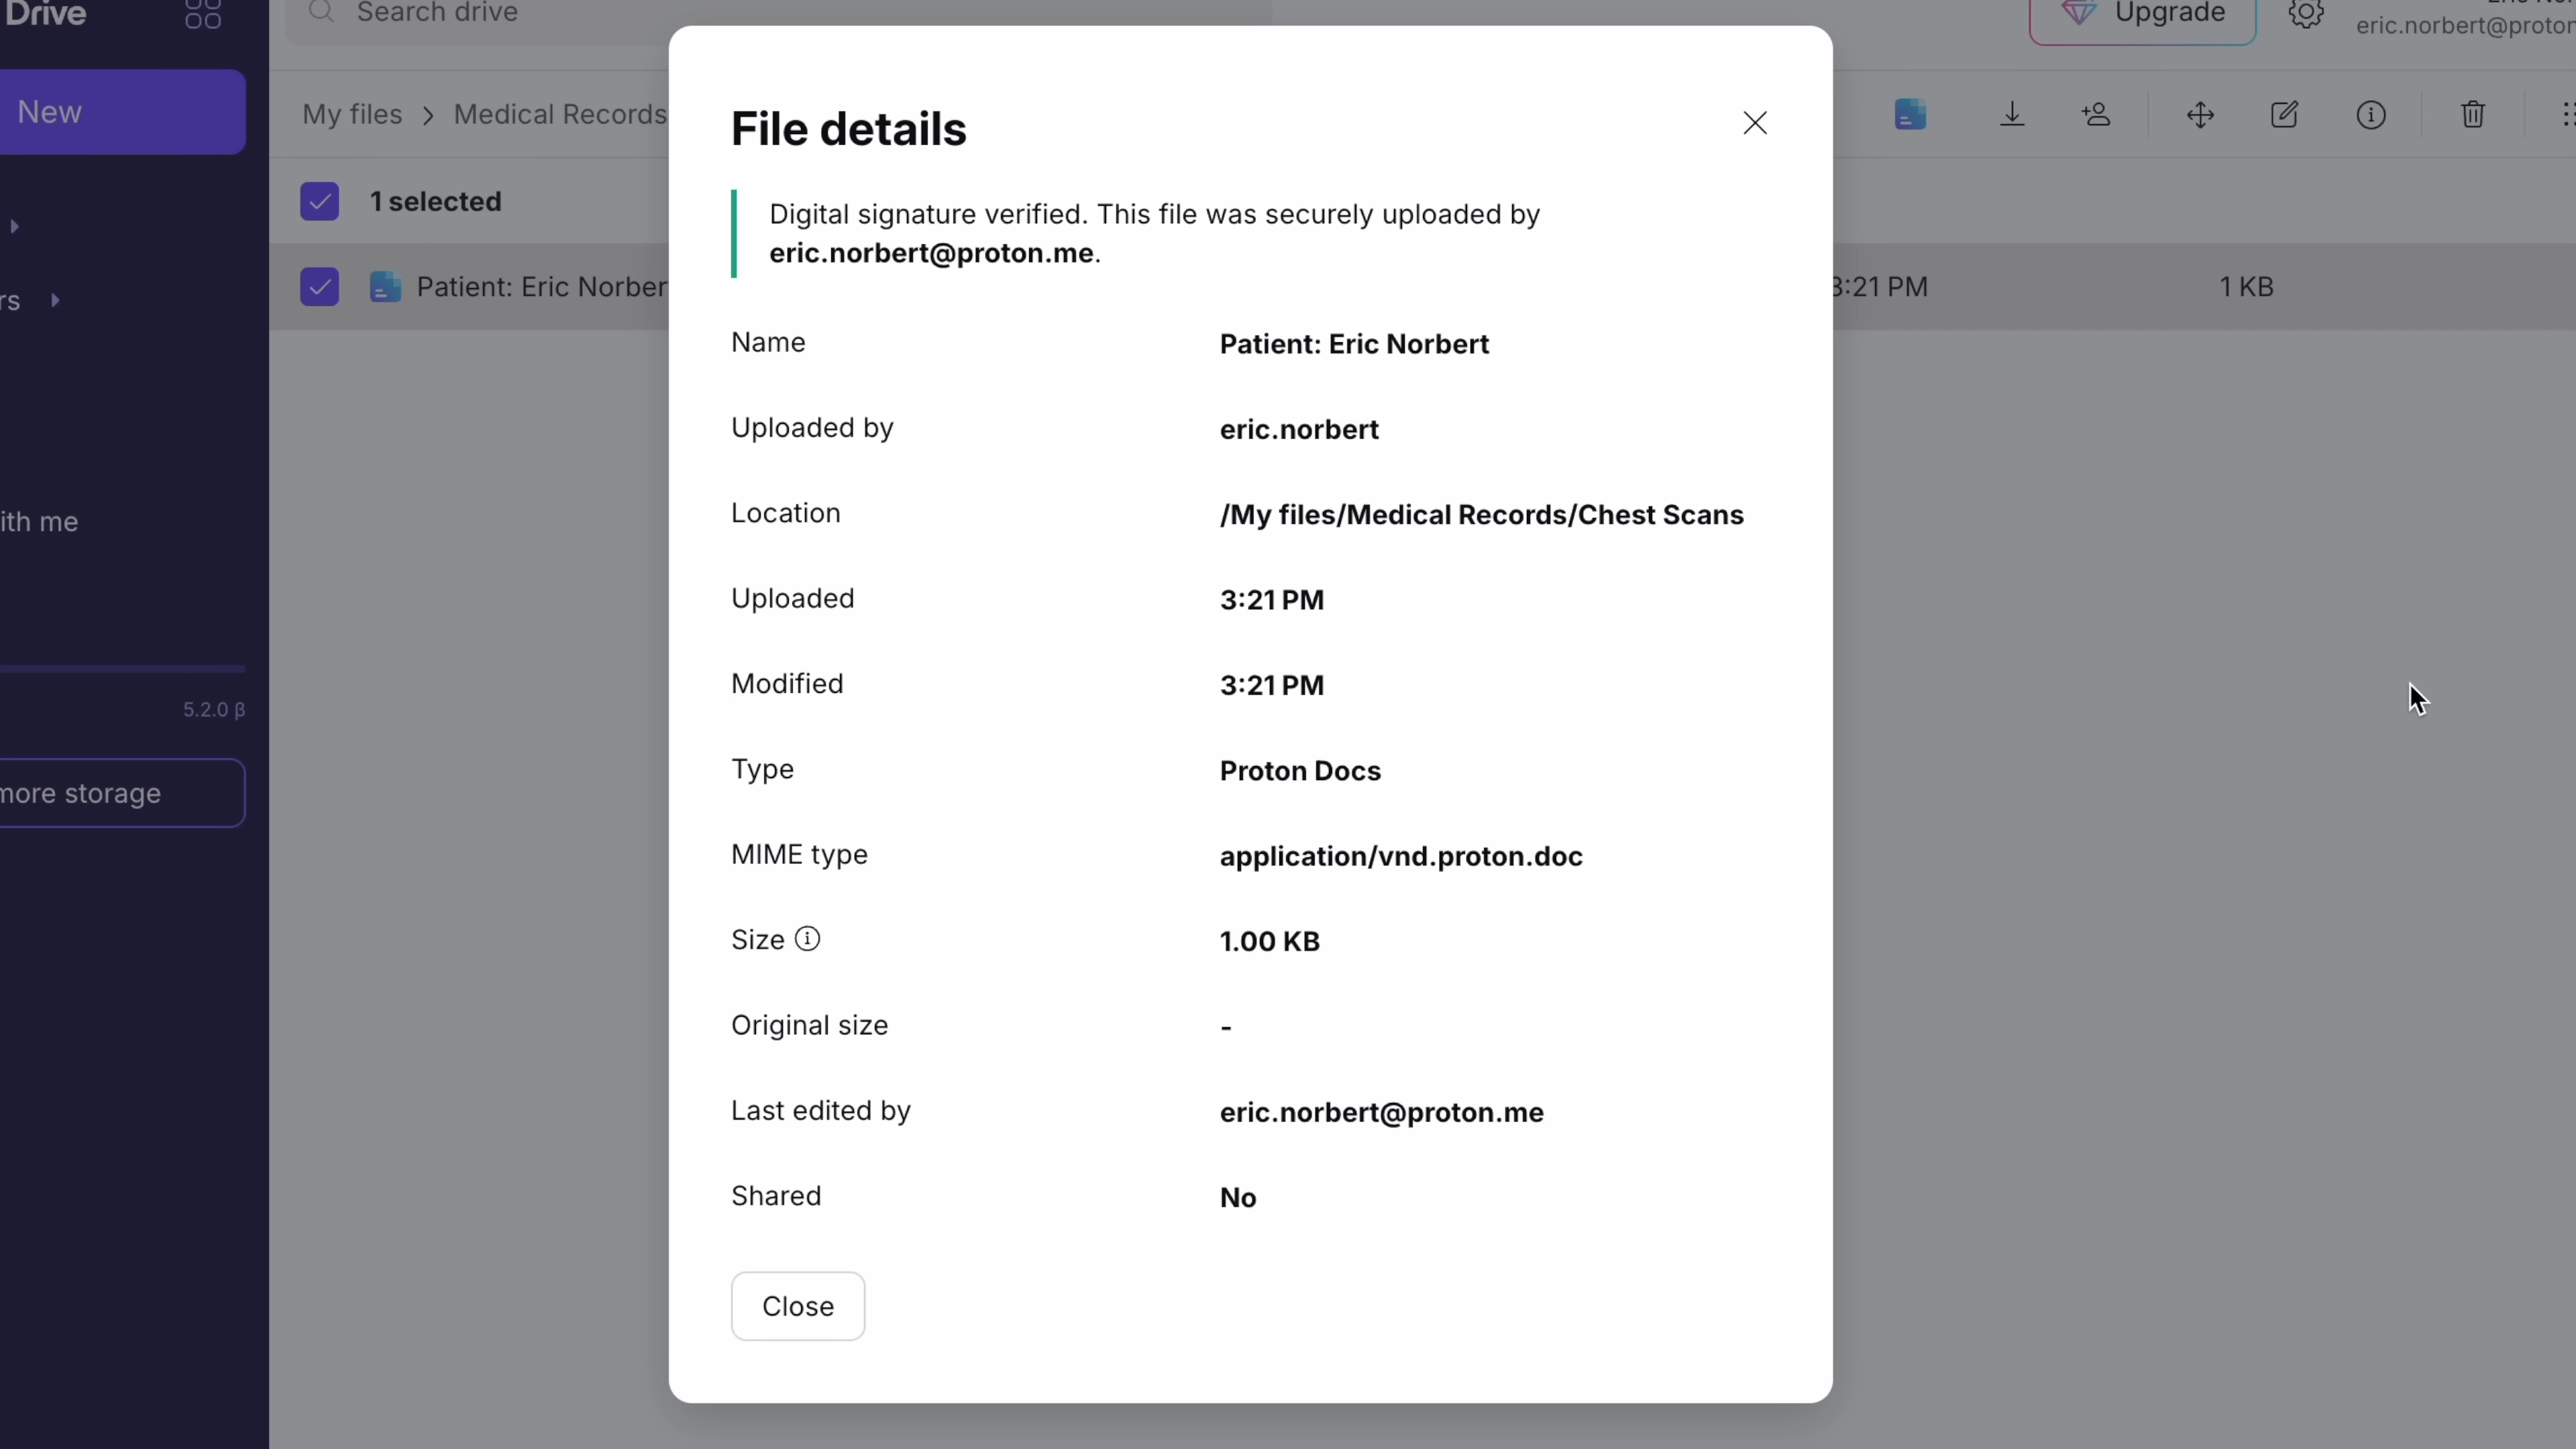 Drive
Search drive
Upgrade
eric.norbert@proton
New
My files > Medical Records
1 selected
Patient: Eric Norber
3:21 PM
1 KB
rs
ith me
5.2.0 β
more storage
File details
Digital signature verified. This file was securely uploaded by
eric.norbert@proton.me.
Name Patient: Eric Norbert
Uploaded by eric.norbert
Location /My files/Medical Records/Chest Scans
Uploaded 3:21 PM
Modified 3:21 PM
Type Proton Docs
MIME type application/vnd.proton.doc
Size 1.00 KB
Original size -
Last edited by eric.norbert@proton.me
Shared No
Close